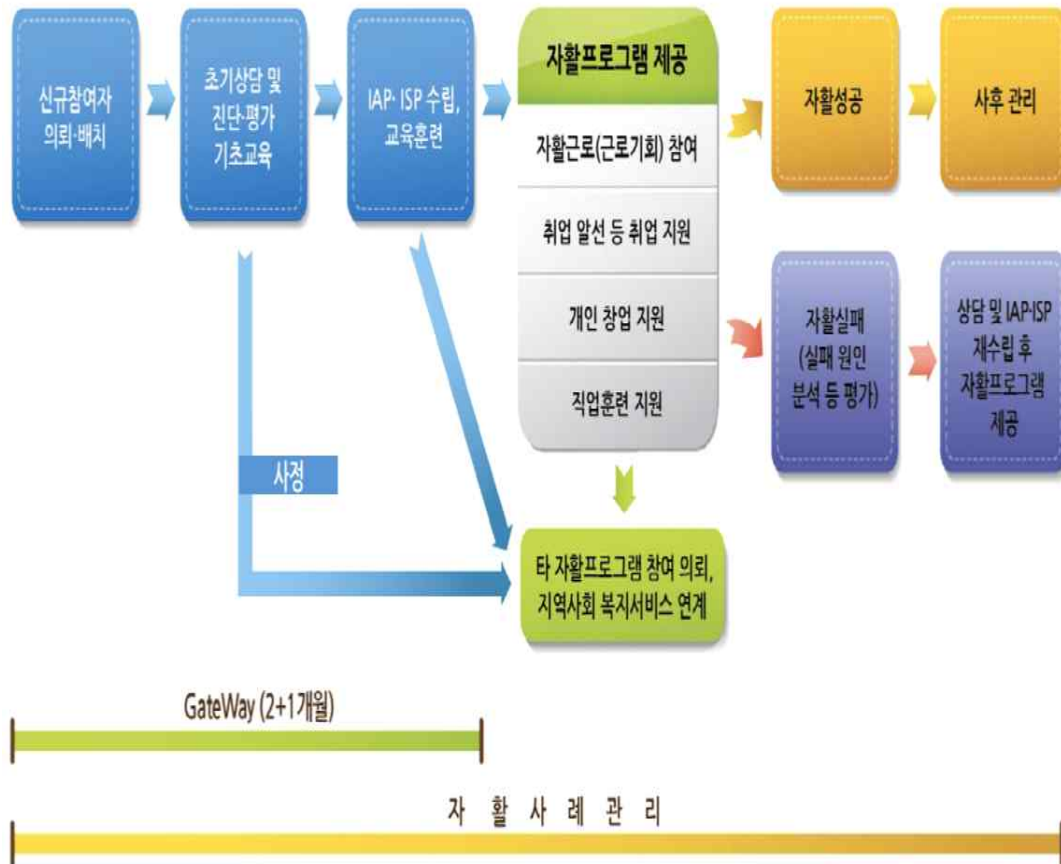 신규참여자
의뢰·배치
초기상담 및
진단·평가
기초교육
IAP· ISP 수립,
교육훈련
자활프로그램 제공
자활근로(근로기회) 참여
취업 알선 등 취업 지원
개인 창업 지원
직업훈련 지원
자활성공
사후 관리
자활실패
(실패 원인
분석 등 평가)
상담 및 IAP·ISP
재수립 후
자활프로그램
제공
사정
타 자활프로그램 참여 의뢰,
지역사회 복지서비스 연계
GateWay (2+1개월)
자 활 사 례 관 리